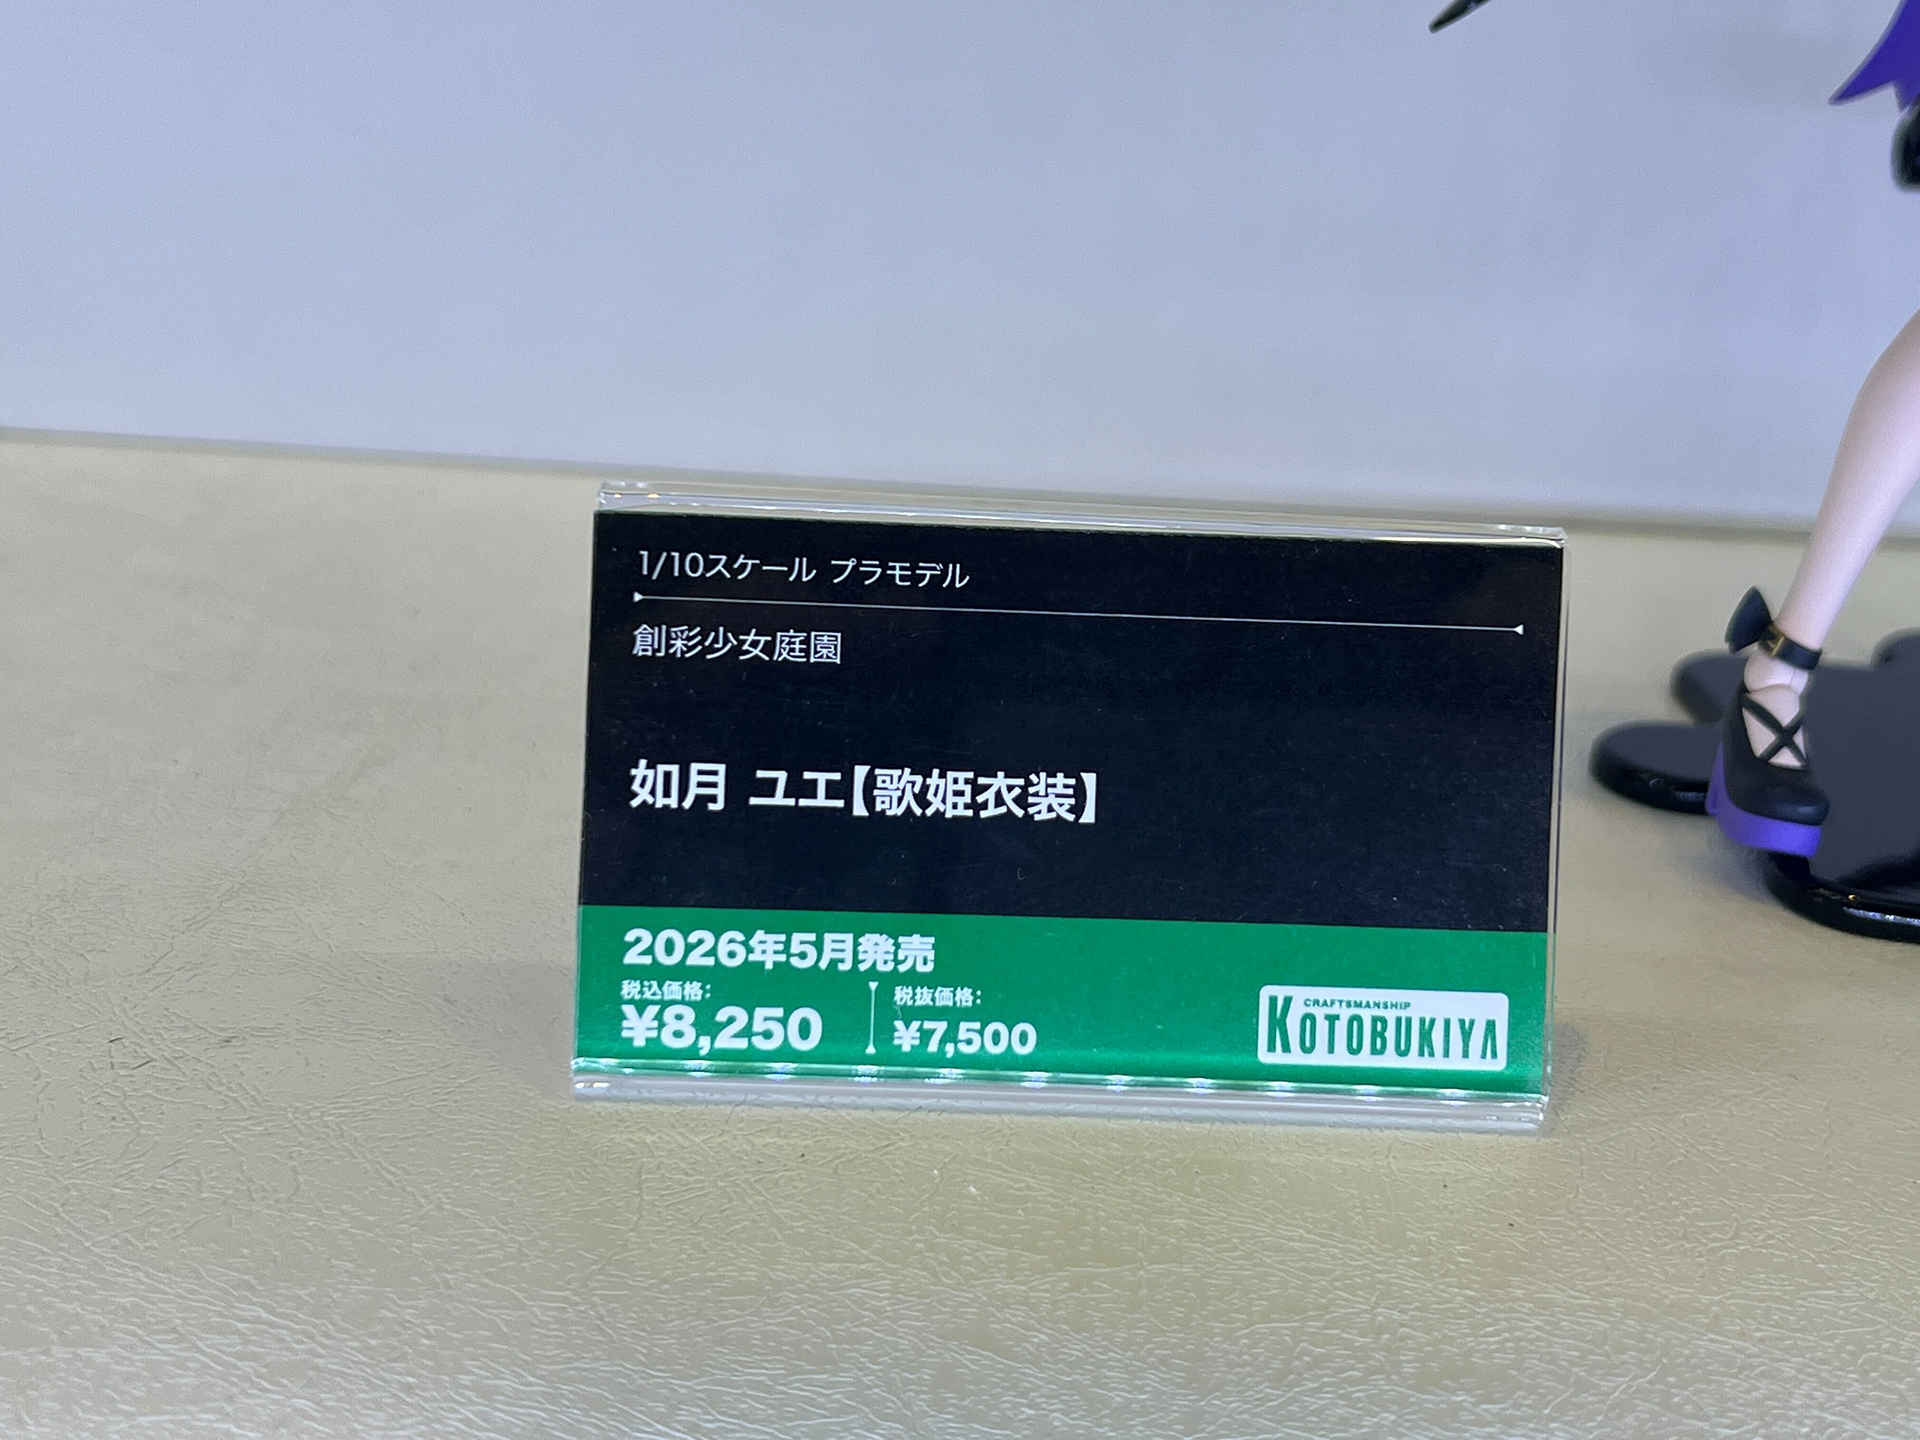 1/10スケール プラモデル
創彩少女庭園
如月 ユエ【歌姫衣装】
2026年5月発売
税込価格:
¥8,250
税抜価格:
¥7,500
CRAFTSMANSHIP
KOTOBUKIYA